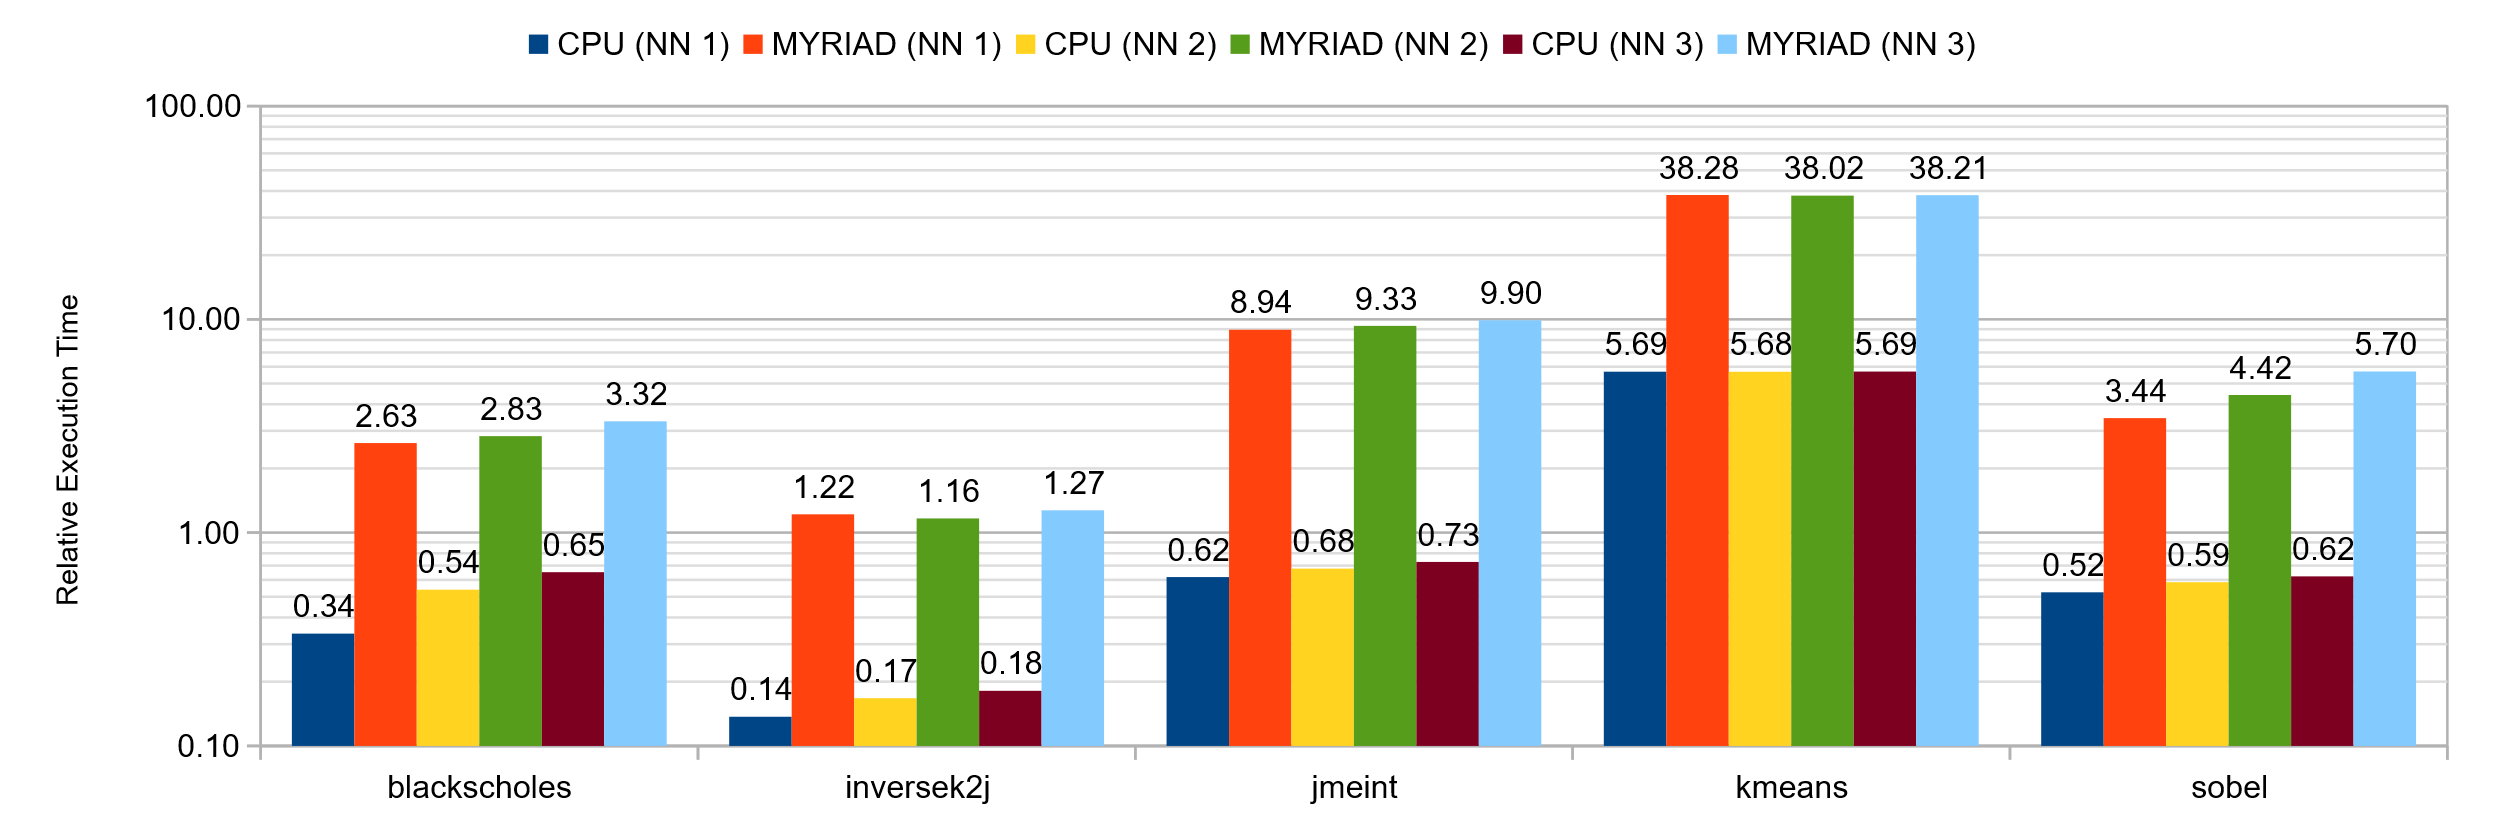 CPU (NN 1) MYRIAD (NN 1) CPU (NN 2) MYRIAD (NN 2) CPU (NN 3) MYRIAD (NN 3)
100.00
10.00
1.00
0.10
Relative Execution Time
0.34 2.63 0.54 2.83 0.65 3.32
0.14 1.22 0.17 1.16 0.18 1.27
0.62 8.94 0.68 9.33 0.73 9.90
5.69 38.28 5.68 38.02 5.69 38.21
0.52 3.44 0.59 4.42 0.62 5.70
blackscholes inversek2j jmeint kmeans sobel